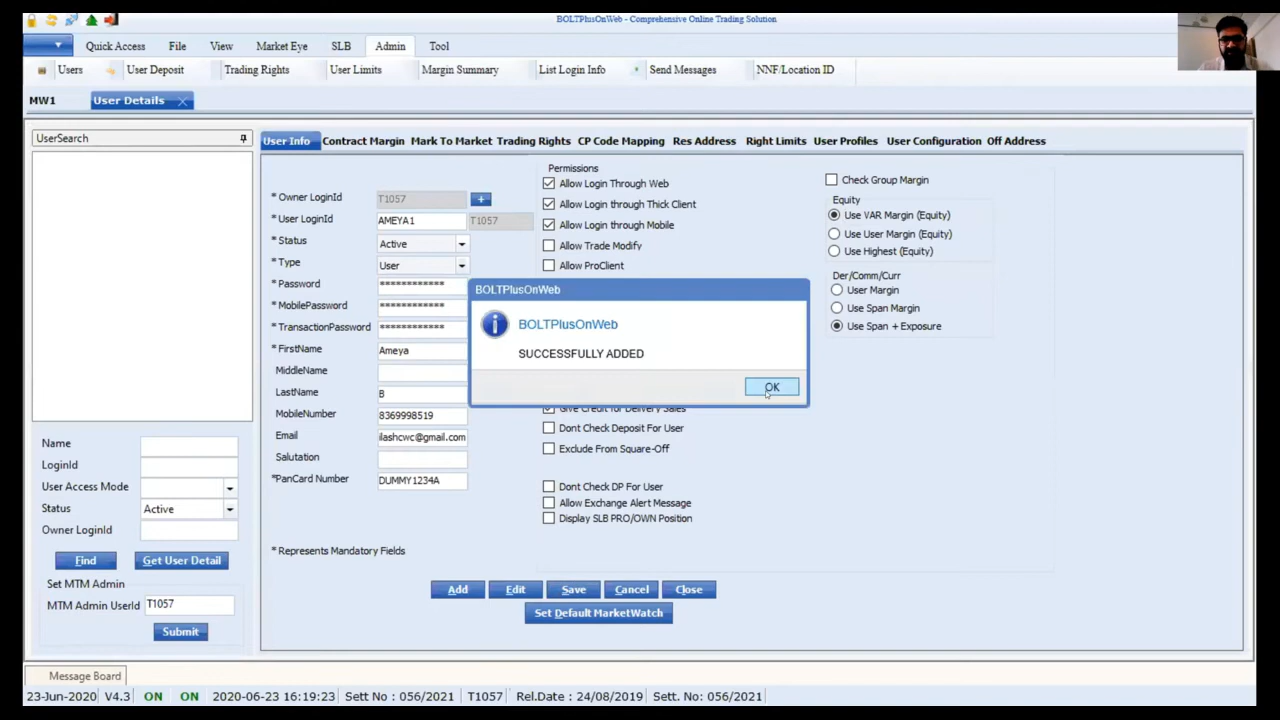 BOLTPlusOnWeb - Comprehensive Online Trading Solution
Quick Access File View Market Eye SLB Admin Tool
Users User Deposit Trading Rights User Limits Margin Summary List Login Info Send Messages NNF/Location ID
MW1 User Details
UserSearch
User Info Contract Margin Mark To Market Trading Rights CP Code Mapping Res Address Right Limits User Profiles User Configuration Off Address
* Owner LoginId T1057 +
* User LoginId AMEYA1 T1057
* Status Active
* Type User
* Password ************
* MobilePassword ************
* TransactionPassword ************
* FirstName Ameya
MiddleName
LastName B
MobileNumber 8369998519
Email ilashcwc@gmail.com
Salutation
*PanCard Number DUMMY1234A
* Represents Mandatory Fields
Permissions
Allow Login Through Web
Allow Login through Thick Client
Allow Login through Mobile
Allow Trade Modify
Allow ProClient
Give Credit for Delivery Sales
Dont Check Deposit For User
Exclude From Square-Off
Dont Check DP For User
Allow Exchange Alert Message
Display SLB PRO/OWN Position
Check Group Margin
Equity
Use VAR Margin (Equity)
Use User Margin (Equity)
Use Highest (Equity)
Der/Comm/Curr
User Margin
Use Span Margin
Use Span + Exposure
BOLTPlusOnWeb
BOLTPlusOnWeb
SUCCESSFULLY ADDED
OK
Name
LoginId
User Access Mode
Status Active
Owner LoginId
Find Get User Detail
Set MTM Admin
MTM Admin UserId T1057
Submit
Add Edit Save Cancel Close
Set Default MarketWatch
Message Board
23-Jun-2020 V4.3 ON ON 2020-06-23 16:19:23 Sett No : 056/2021 T1057 Rel.Date : 24/08/2019 Sett. No: 056/2021